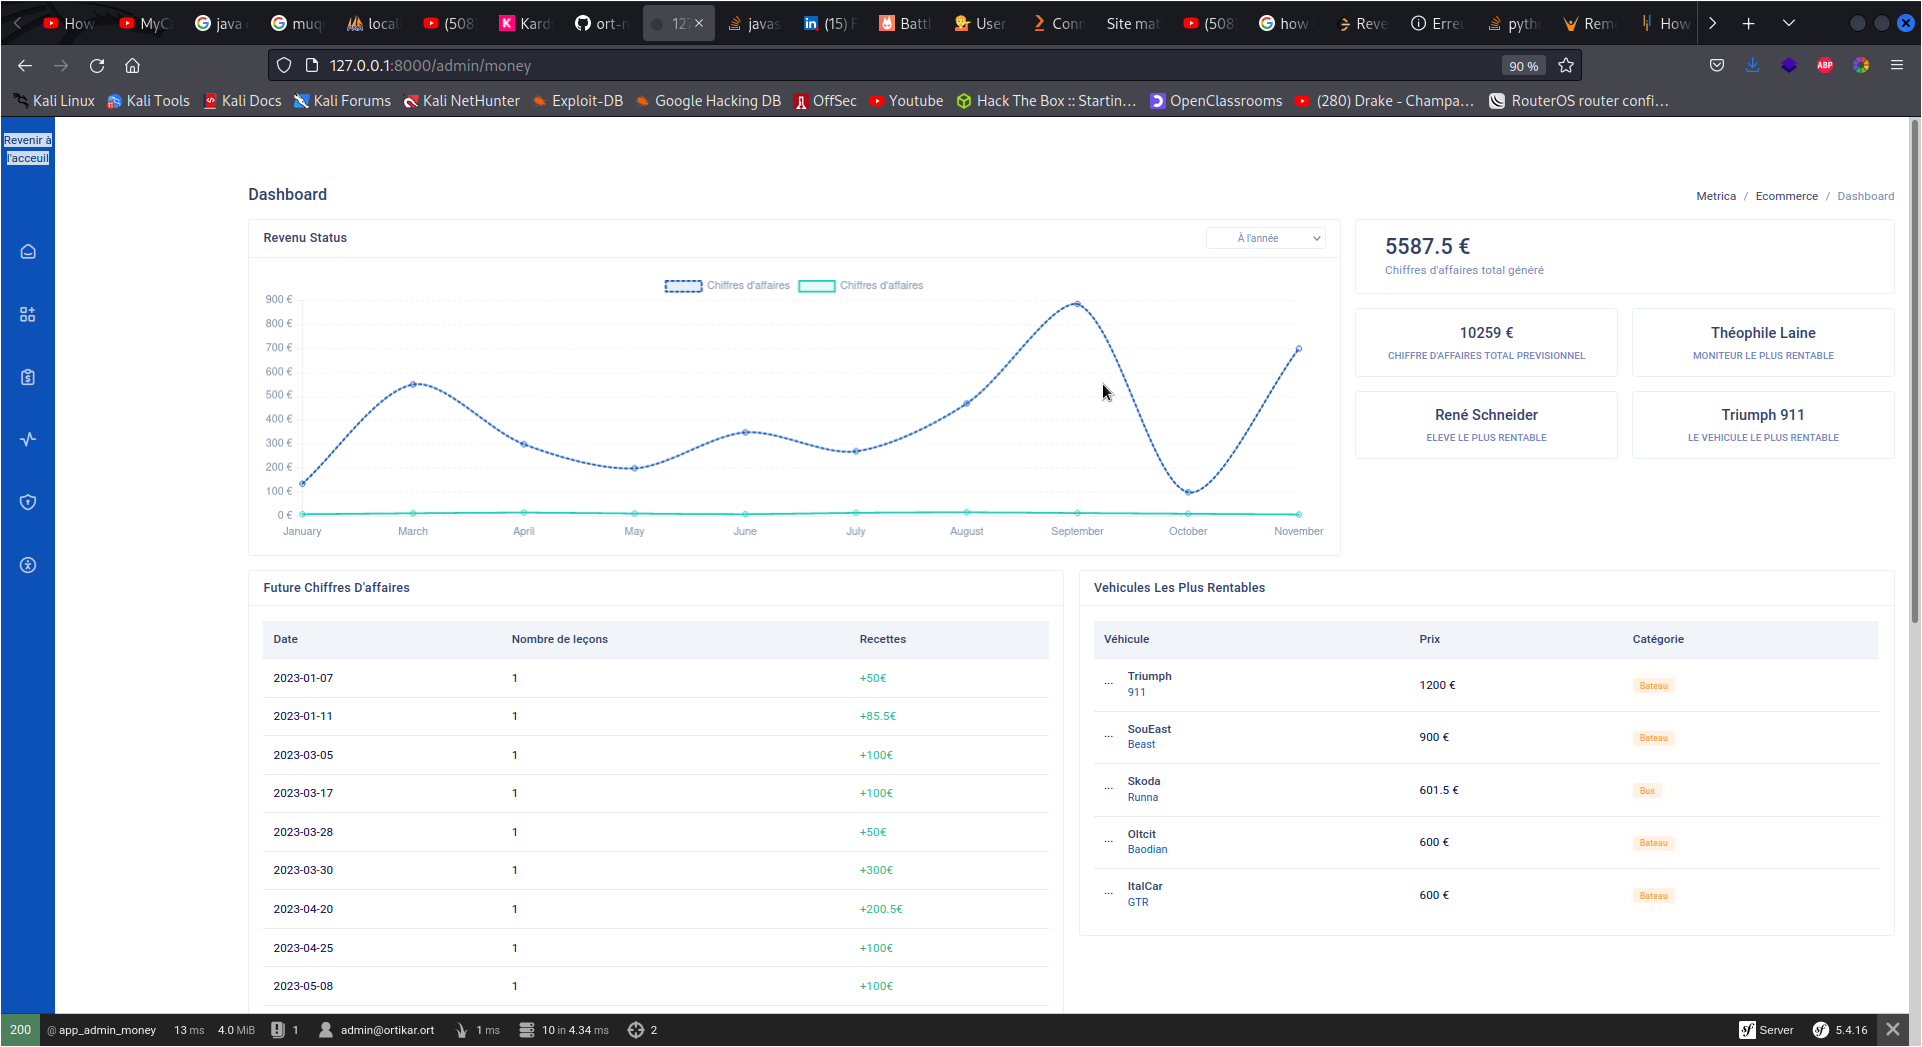 How
MyC
java
muq
local
(508
Kard
ort-n
127
javas
(15) F
Battl
User
Conn
Site mat
(508)
how
Reve
Erreu
pytho
Remo
How
127.0.0.1:8000/admin/money
90 %
ABP
Kali Linux
Kali Tools
Kali Docs
Kali Forums
Kali NetHunter
Exploit-DB
Google Hacking DB
OffSec
Youtube
Hack The Box :: Startin...
OpenClassrooms
(280) Drake - Champa...
RouterOS router confi...
Revenir à
l'acceuil
Dashboard
Metrica / Ecommerce / Dashboard
Revenu Status
À l'année
Chiffres d'affaires
Chiffres d'affaires
900 €
800 €
700 €
600 €
500 €
400 €
300 €
200 €
100 €
0 €
January March April May June July August September October November
5587.5 €
Chiffres d'affaires total généré
10259 €
CHIFFRE D'AFFAIRES TOTAL PREVISIONNEL
Théophile Laine
MONITEUR LE PLUS RENTABLE
René Schneider
ELEVE LE PLUS RENTABLE
Triumph 911
LE VEHICULE LE PLUS RENTABLE
Future Chiffres D'affaires
Date Nombre de leçons Recettes
2023-01-07 1 +50€
2023-01-11 1 +85.5€
2023-03-05 1 +100€
2023-03-17 1 +100€
2023-03-28 1 +50€
2023-03-30 1 +300€
2023-04-20 1 +200.5€
2023-04-25 1 +100€
2023-05-08 1 +100€
Vehicules Les Plus Rentables
Véhicule Prix Catégorie
... Triumph
911
1200 €
Bateau
... SouEast
Beast
900 €
Bateau
... Skoda
Runna
601.5 €
Bus
... Oltcit
Baodian
600 €
Bateau
... ItalCar
GTR
600 €
Bateau
200 @ app_admin_money 13 ms 4.0 MiB 1 admin@ortikar.ort 1 ms 10 in 4.34 ms 2 Server 5.4.16